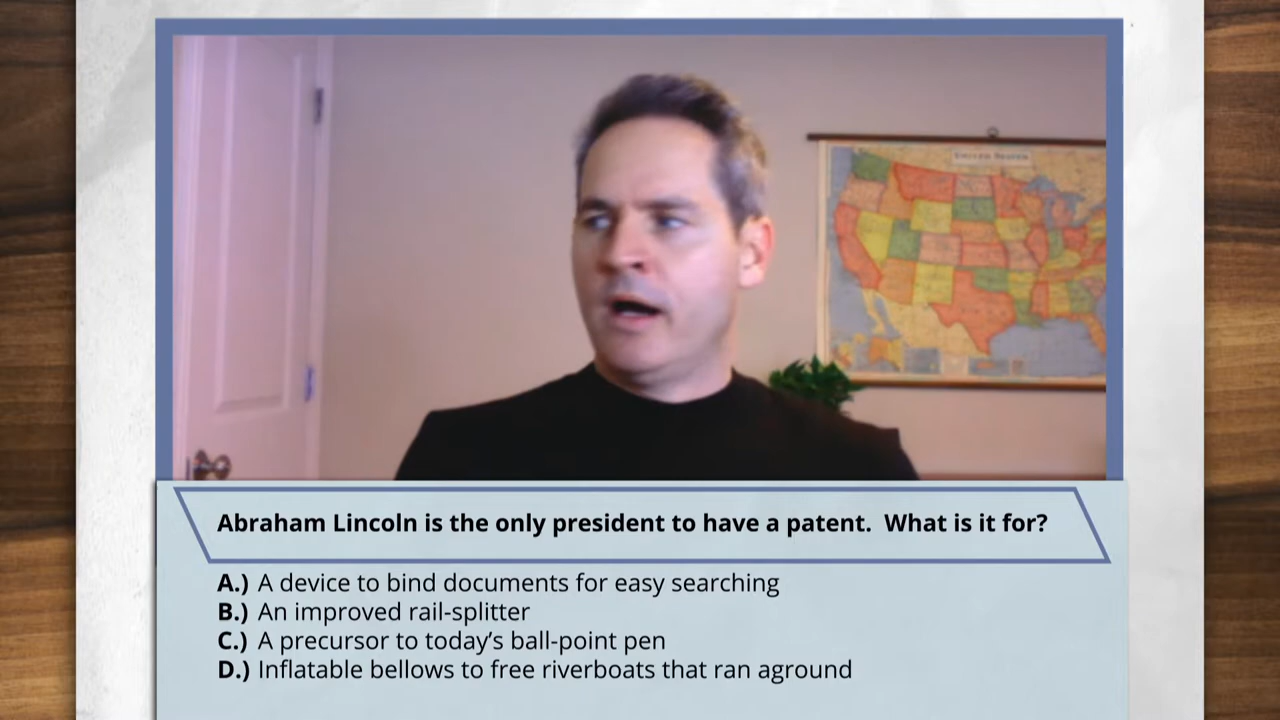 UNITED STATES
Abraham Lincoln is the only president to have a patent.  What is it for?
A.) A device to bind documents for easy searching
B.) An improved rail-splitter
C.) A precursor to today's ball-point pen
D.) Inflatable bellows to free riverboats that ran aground